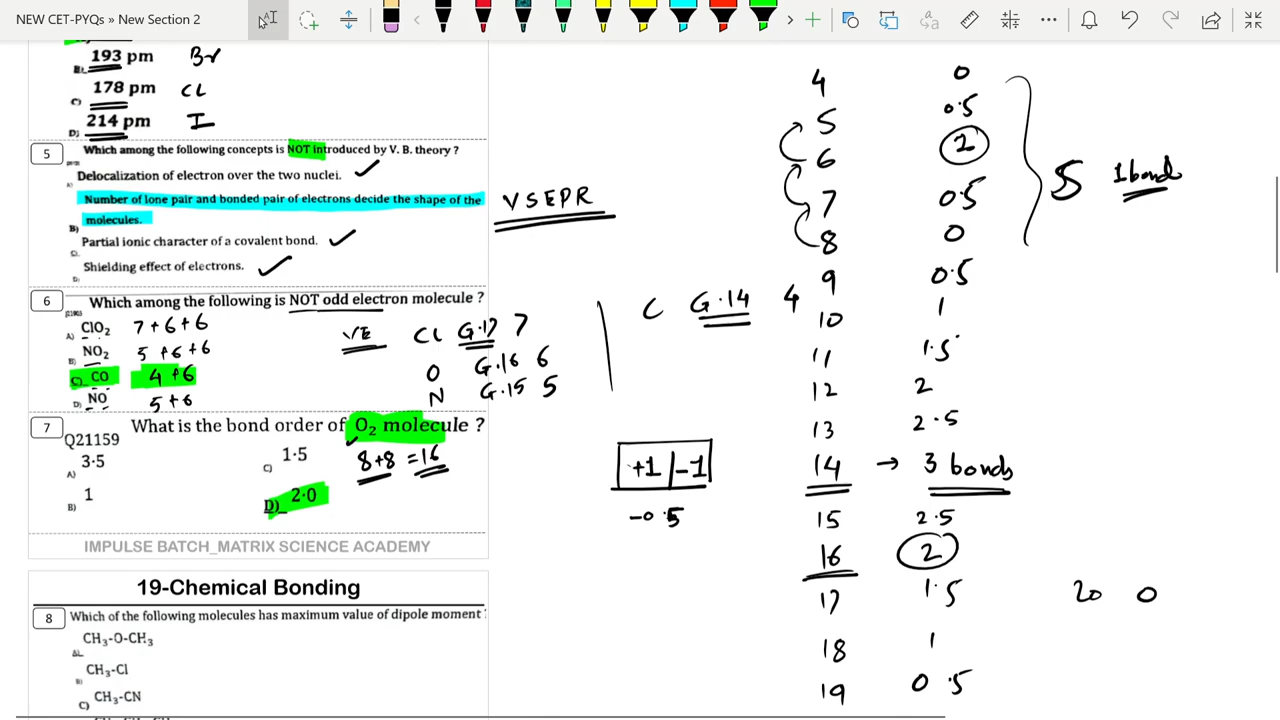 NEW CET-PYQs » New Section 2
193 pm Br
B)
178 pm CL
C)
214 pm I
D)
5 Which among the following concepts is NOT introduced by V. B. theory ?
Delocalization of electron over the two nuclei.
A)
Number of lone pair and bonded pair of electrons decide the shape of the
molecules.
B)
Partial ionic character of a covalent bond.
C)
Shielding effect of electrons.
D)
VSEPR
6 Which among the following is NOT odd electron molecule ?
A) ClO₂ 7+6+6
B) NO₂ 5+6+6
C) CO 4+6
D) NO 5+6
VE CL G.17 7
O G.16 6
N G.15 5
C G.14 4
7 What is the bond order of O₂ molecule ?
Q21159
3·5
A)
1·5
C)
8+8 = 16
1
B)
2·0
D)
IMPULSE BATCH_MATRIX SCIENCE ACADEMY
19-Chemical Bonding
8 Which of the following molecules has maximum value of dipole moment ?
CH₃-O-CH₃
CH₃-Cl
CH₃-CN
C)
+1 | -1
-0.5
4 0
5 0.5
6 1
7 0.5
8 0
5 1 bond
9 0.5
10 1
11 1.5
12 2
13 2.5
14 → 3 bonds
15 2.5
16 2
17 1.5
18 1
19 0.5
20 0